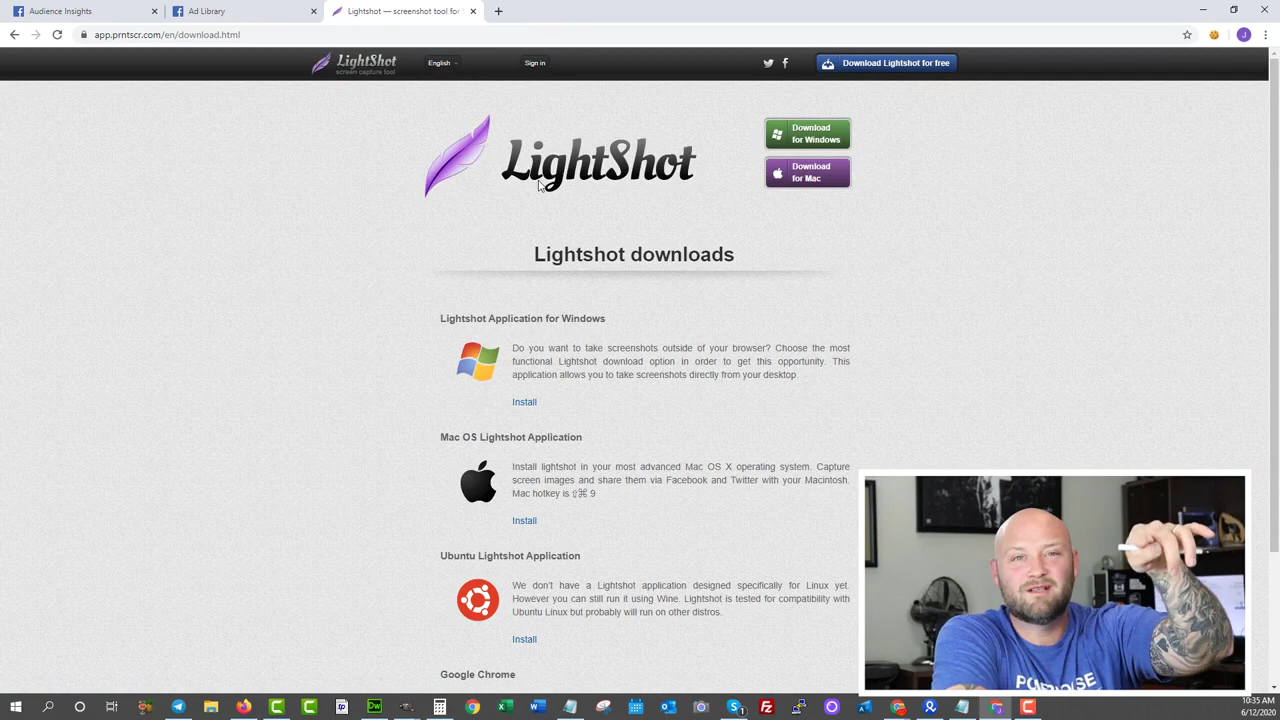 Audience Insights
Ad Library
Lightshot — screenshot tool for
app.prntscr.com/en/download.html
LightShot
screen capture tool
English
Sign in
Download Lightshot for free
LightShot
Download
for Windows
Download
for Mac
Lightshot downloads
Lightshot Application for Windows
Do you want to take screenshots outside of your browser? Choose the most
functional Lightshot download option in order to get this opportunity. This
application allows you to take screenshots directly from your desktop.
Install
Mac OS Lightshot Application
Install lightshot in your most advanced Mac OS X operating system. Capture
screen images and share them via Facebook and Twitter with your Macintosh.
Mac hotkey is ⇧⌘ 9
Install
Ubuntu Lightshot Application
We don't have a Lightshot application designed specifically for Linux yet.
However you can still run it using Wine. Lightshot is tested for compatibility with
Ubuntu Linux but probably will run on other distros.
Install
Google Chrome
10:35 AM
6/12/2020